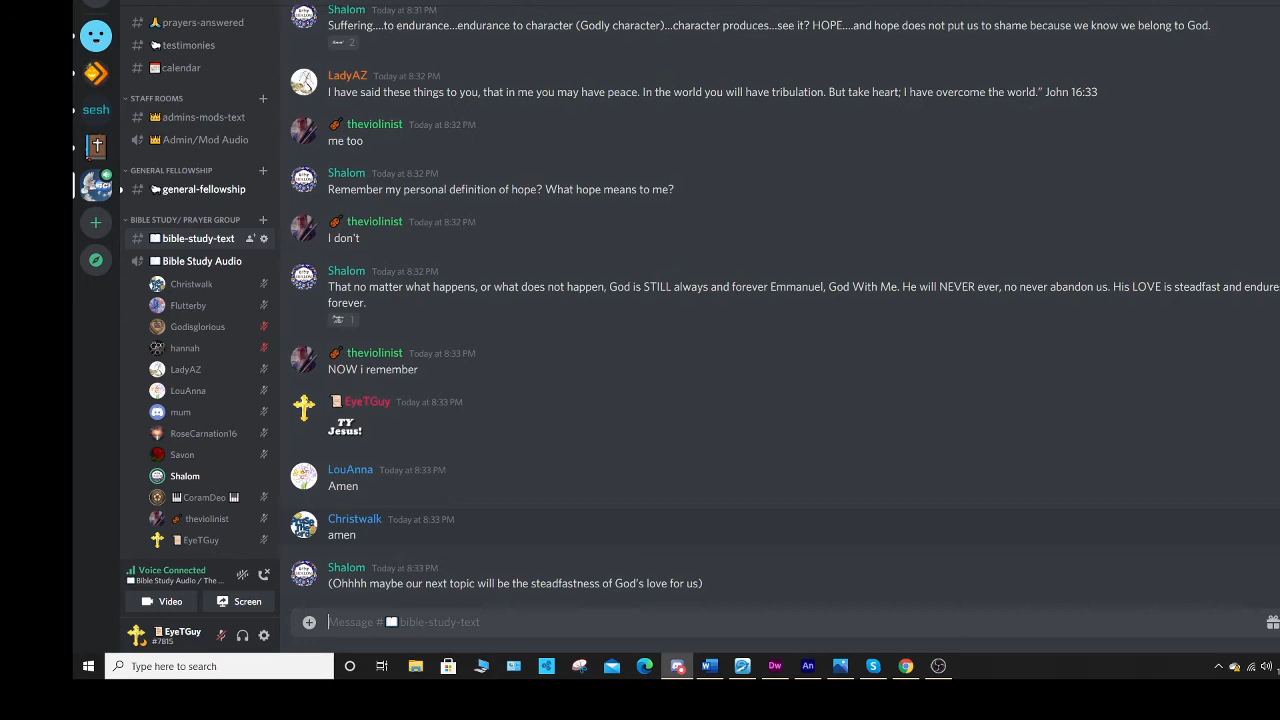 prayers-answered
testimonies
calendar
STAFF ROOMS
admins-mods-text
Admin/Mod Audio
GENERAL FELLOWSHIP
general-fellowship
BIBLE STUDY/ PRAYER GROUP
bible-study-text
Bible Study Audio
Christwalk
Flutterby
Godisglorious
hannah
LadyAZ
LouAnna
mum
RoseCarnation16
Savon
Shalom
CoramDeo
theviolinist
EyeTGuy
Voice Connected
Bible Study Audio / The ...
Video
Screen
EyeTGuy
#7815
sesh
Shalom Today at 8:31 PM
Suffering....to endurance...endurance to character (Godly character)...character produces...see it? HOPE....and hope does not put us to shame because we know we belong to God.
2
LadyAZ Today at 8:32 PM
I have said these things to you, that in me you may have peace. In the world you will have tribulation. But take heart; I have overcome the world.” John 16:33
theviolinist Today at 8:32 PM
me too
Shalom Today at 8:32 PM
Remember my personal definition of hope? What hope means to me?
theviolinist Today at 8:32 PM
I don't
Shalom Today at 8:32 PM
That no matter what happens, or what does not happen, God is STILL always and forever Emmanuel, God With Me. He will NEVER ever, no never abandon us. His LOVE is steadfast and endure
forever.
1
theviolinist Today at 8:33 PM
NOW i remember
EyeTGuy Today at 8:33 PM
TY
Jesus!
LouAnna Today at 8:33 PM
Amen
Christwalk Today at 8:33 PM
amen
Shalom Today at 8:33 PM
(Ohhhh maybe our next topic will be the steadfastness of God's love for us)
Message # bible-study-text
Type here to search